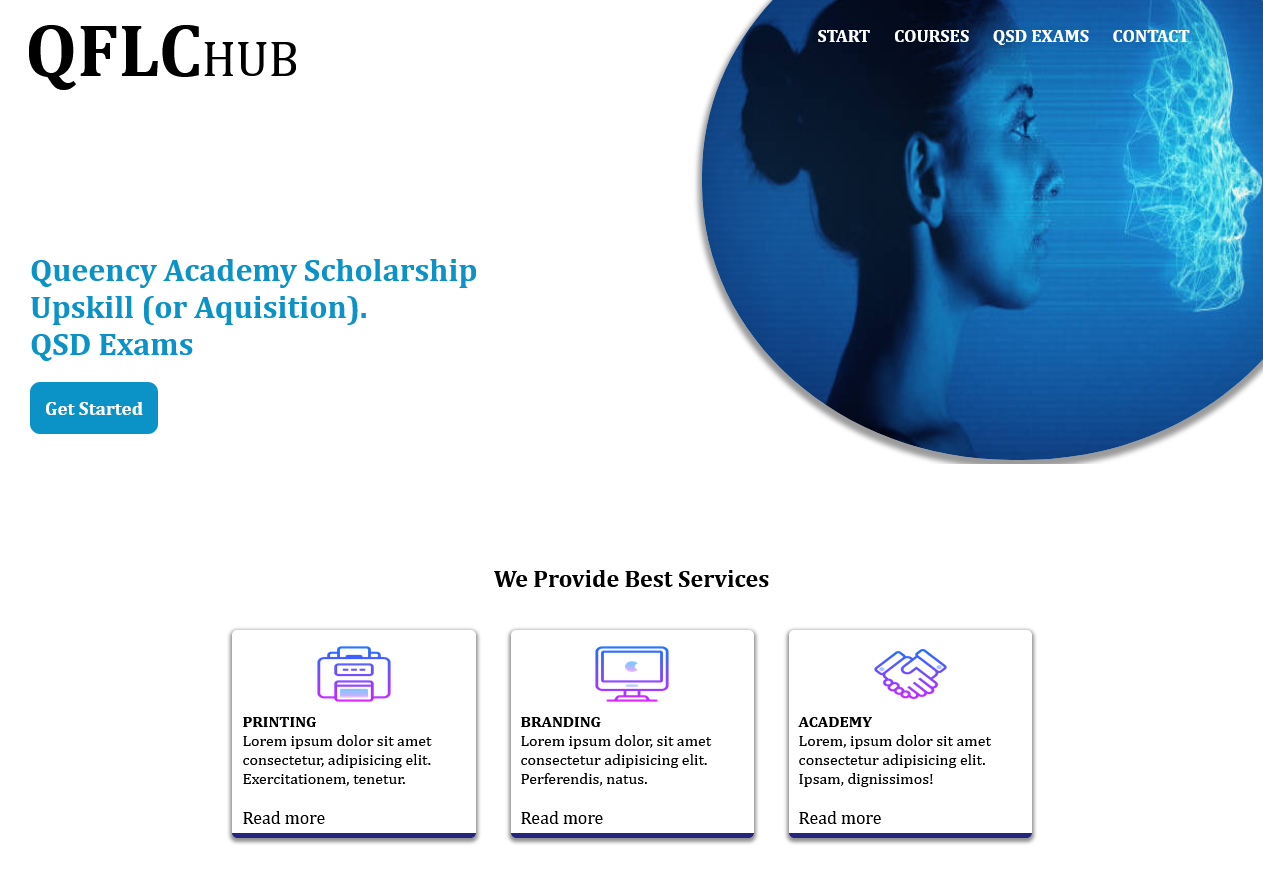 QFLCHUB
START COURSES QSD EXAMS CONTACT
Queency Academy Scholarship
Upskill (or Aquisition).
QSD Exams
Get Started
We Provide Best Services
PRINTING
Lorem ipsum dolor sit amet
consectetur, adipisicing elit.
Exercitationem, tenetur.
Read more
BRANDING
Lorem ipsum dolor, sit amet
consectetur adipisicing elit.
Perferendis, natus.
Read more
ACADEMY
Lorem, ipsum dolor sit amet
consectetur adipisicing elit.
Ipsam, dignissimos!
Read more